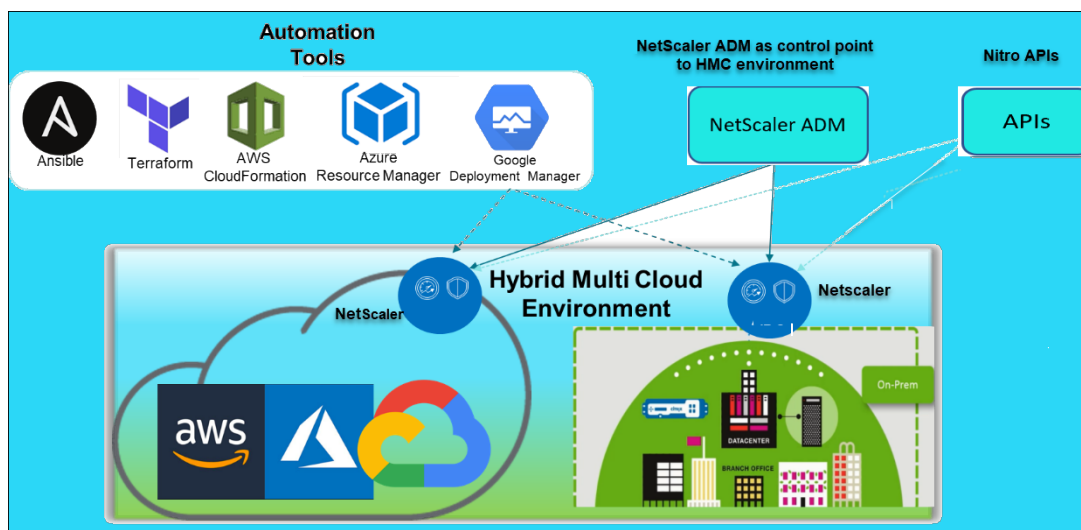 Automation
Tools
Ansible
Terraform
AWS
CloudFormation
Azure
Resource Manager
Google
Deployment Manager
NetScaler ADM as control point
to HMC environment
NetScaler ADM
Nitro APIs
APIs
Hybrid Multi Cloud
Environment
NetScaler
Netscaler
aws
On-Prem
citrix
DATACENTER
BRANCH OFFICE